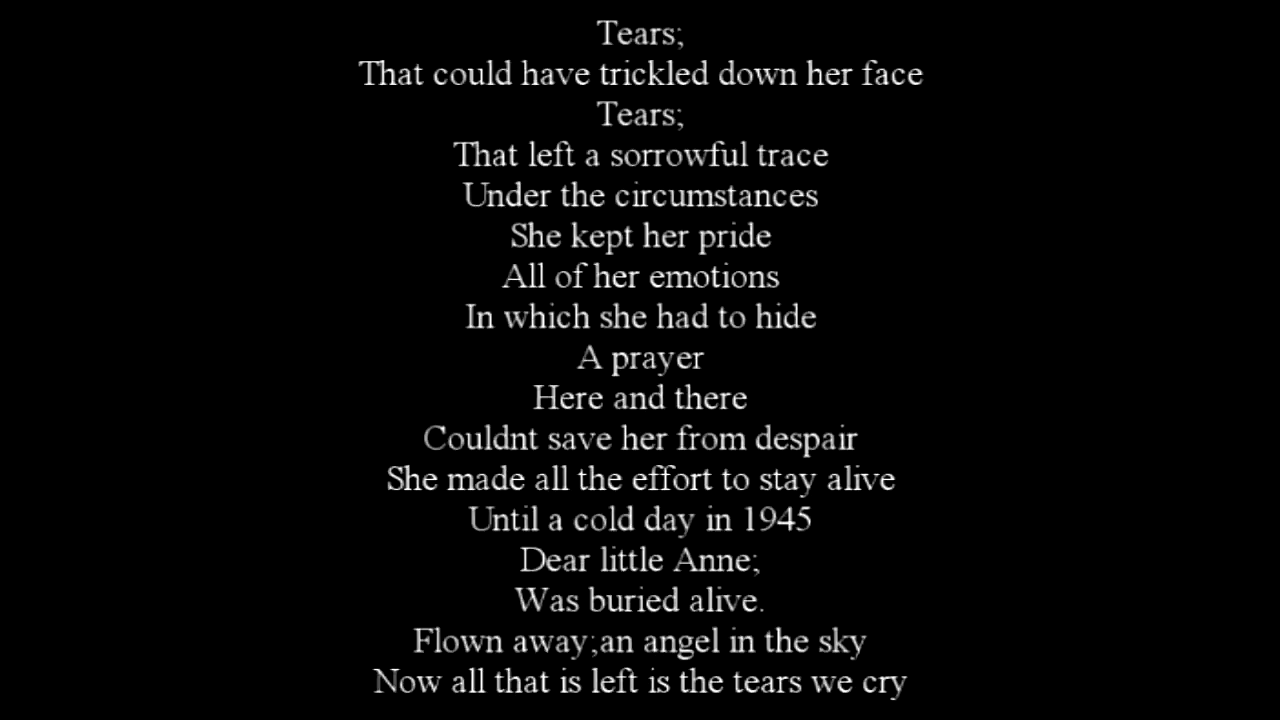 Tears;
That could have trickled down her face
Tears;
That left a sorrowful trace
Under the circumstances
She kept her pride
All of her emotions
In which she had to hide
A prayer
Here and there
Couldnt save her from despair
She made all the effort to stay alive
Until a cold day in 1945
Dear little Anne;
Was buried alive.
Flown away;an angel in the sky
Now all that is left is the tears we cry